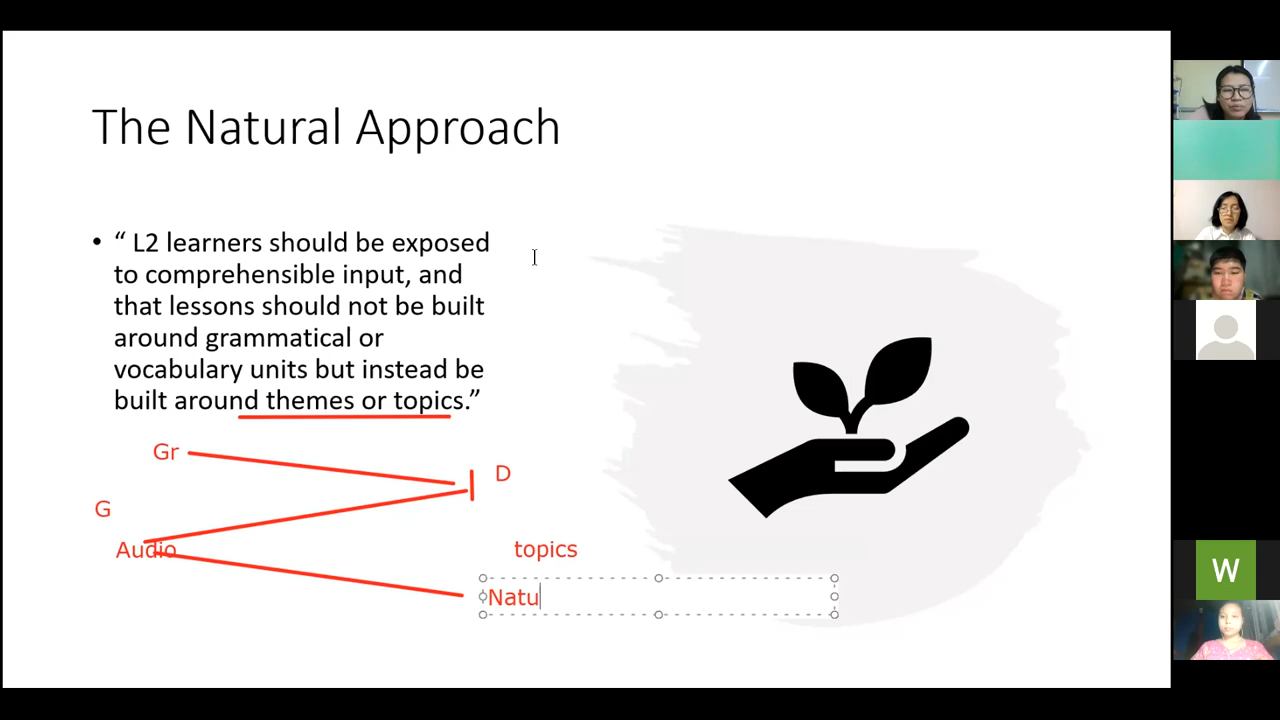 The Natural Approach
• “ L2 learners should be exposed
to comprehensible input, and
that lessons should not be built
around grammatical or
vocabulary units but instead be
built around themes or topics.”
Gr
D
G
Audio
topics
Natu
W